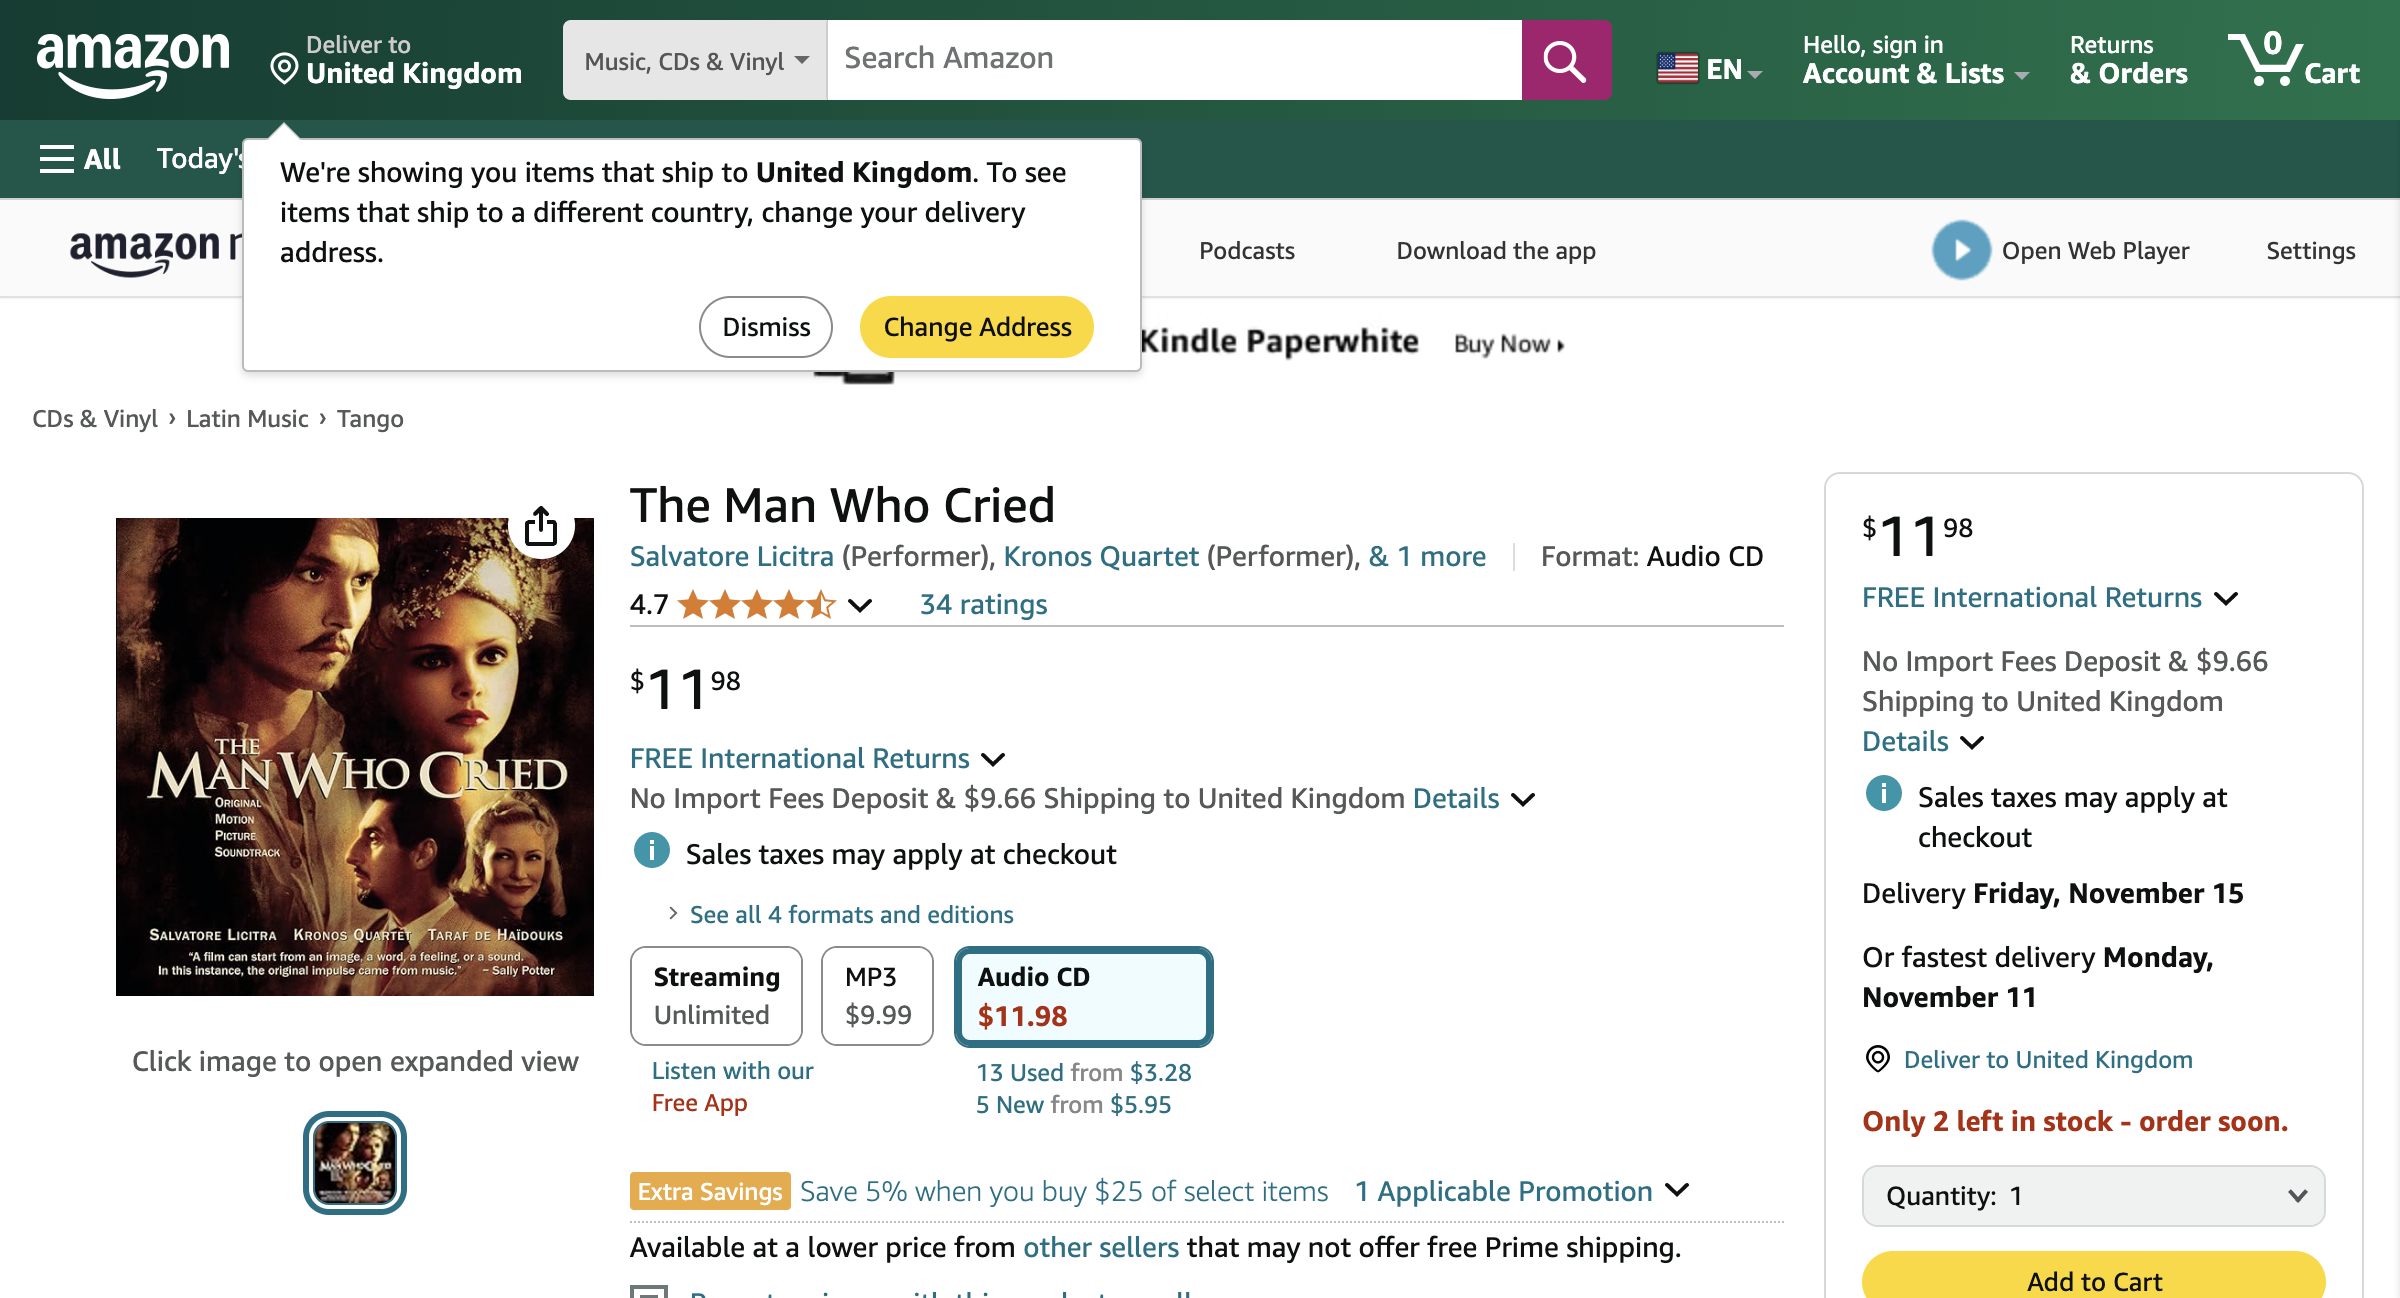 amazon
Deliver to
United Kingdom
Music, CDs & Vinyl
Search Amazon
EN
Hello, sign in
Account & Lists
Returns
& Orders
0
Cart
All
Today's
We're showing you items that ship to United Kingdom. To see
items that ship to a different country, change your delivery
address.
Dismiss
Change Address
amazon
Podcasts
Download the app
Open Web Player
Settings
Kindle Paperwhite
Buy Now
CDs & Vinyl › Latin Music › Tango
THE
MAN WHO CRIED
ORIGINAL
MOTION
PICTURE
SOUNDTRACK
SALVATORE LICITRA KRONOS QUARTET TARAF DE HAÏDOUKS
"A film can start from an image, a word, a feeling, or a sound.
In this instance, the original impulse came from music." – Sally Potter
Click image to open expanded view
The Man Who Cried
Salvatore Licitra (Performer), Kronos Quartet (Performer), & 1 more
Format: Audio CD
4.7
34 ratings
$11 98
FREE International Returns
No Import Fees Deposit & $9.66 Shipping to United Kingdom Details
Sales taxes may apply at checkout
See all 4 formats and editions
Streaming
Unlimited
MP3
$9.99
Audio CD
$11.98
Listen with our
Free App
13 Used from $3.28
5 New from $5.95
Extra Savings Save 5% when you buy $25 of select items 1 Applicable Promotion
Available at a lower price from other sellers that may not offer free Prime shipping.
$11 98
FREE International Returns
No Import Fees Deposit & $9.66
Shipping to United Kingdom
Details
Sales taxes may apply at
checkout
Delivery Friday, November 15
Or fastest delivery Monday,
November 11
Deliver to United Kingdom
Only 2 left in stock - order soon.
Quantity: 1
Add to Cart